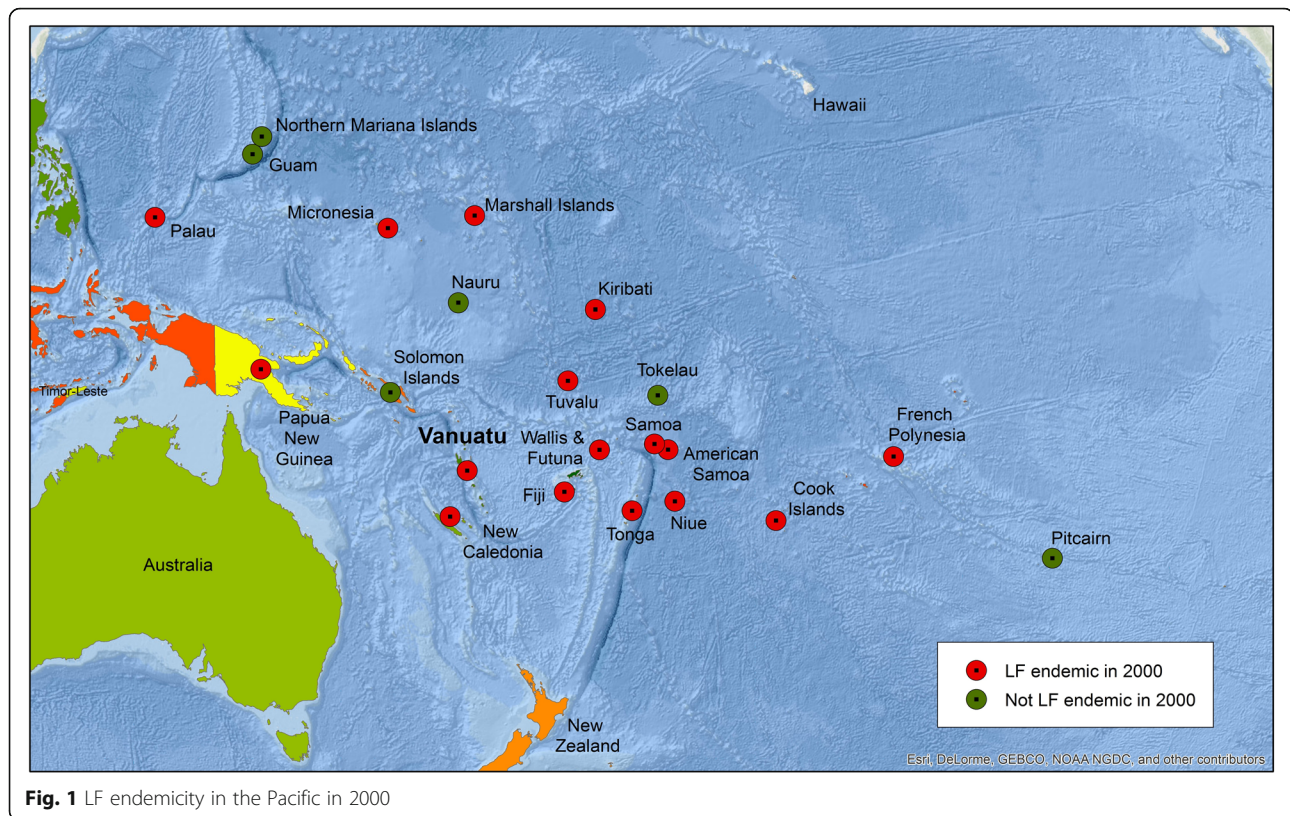 Hawaii
Northern Mariana Islands
Guam
Palau
Micronesia
Marshall Islands
Nauru
Kiribati
Solomon
Islands
Timor-Leste
Papua
New
Guinea
Tuvalu
Tokelau
Vanuatu
Wallis &
Futuna
Samoa
American
Samoa
French
Polynesia
Fiji
Tonga
Niue
Cook
Islands
New
Caledonia
Pitcairn
Australia
New
Zealand
LF endemic in 2000
Not LF endemic in 2000
Esri, DeLorme, GEBCO, NOAA NGDC, and other contributors
Fig. 1 LF endemicity in the Pacific in 2000